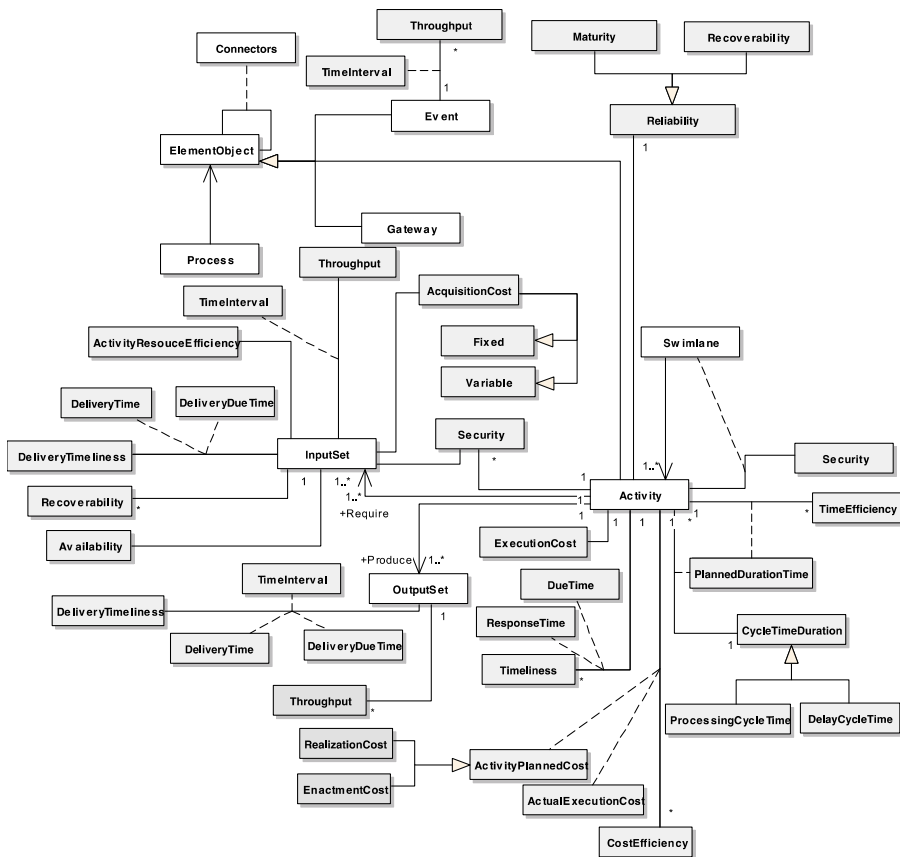 Throughput
Maturity
Recoverability
Connectors
TimeInterval
*
1
Event
Reliability
1
ElementObject
Gateway
Process
Throughput
TimeInterval
AcquisitionCost
ActivityResouceEfficiency
Fixed
Swimlane
Variable
DeliveryTime
DeliveryDueTime
Security
*
DeliveryTimeliness
InputSet
Security
1
1..*
1..*
1
1..*
Recoverability
*
+Require
1
1
Activity
1
1
1
*
1
*
TimeEfficiency
Availability
ExecutionCost
+Produce
1..*
TimeInterval
OutputSet
1
DueTime
PlannedDurationTime
DeliveryTimeliness
ResponseTime
CycleTimeDuration
1
DeliveryTime
DeliveryDueTime
Timeliness
*
Throughput
*
ProcessingCycleTime
DelayCycleTime
RealizationCost
ActivityPlannedCost
EnactmentCost
ActualExecutionCost
*
CostEfficiency